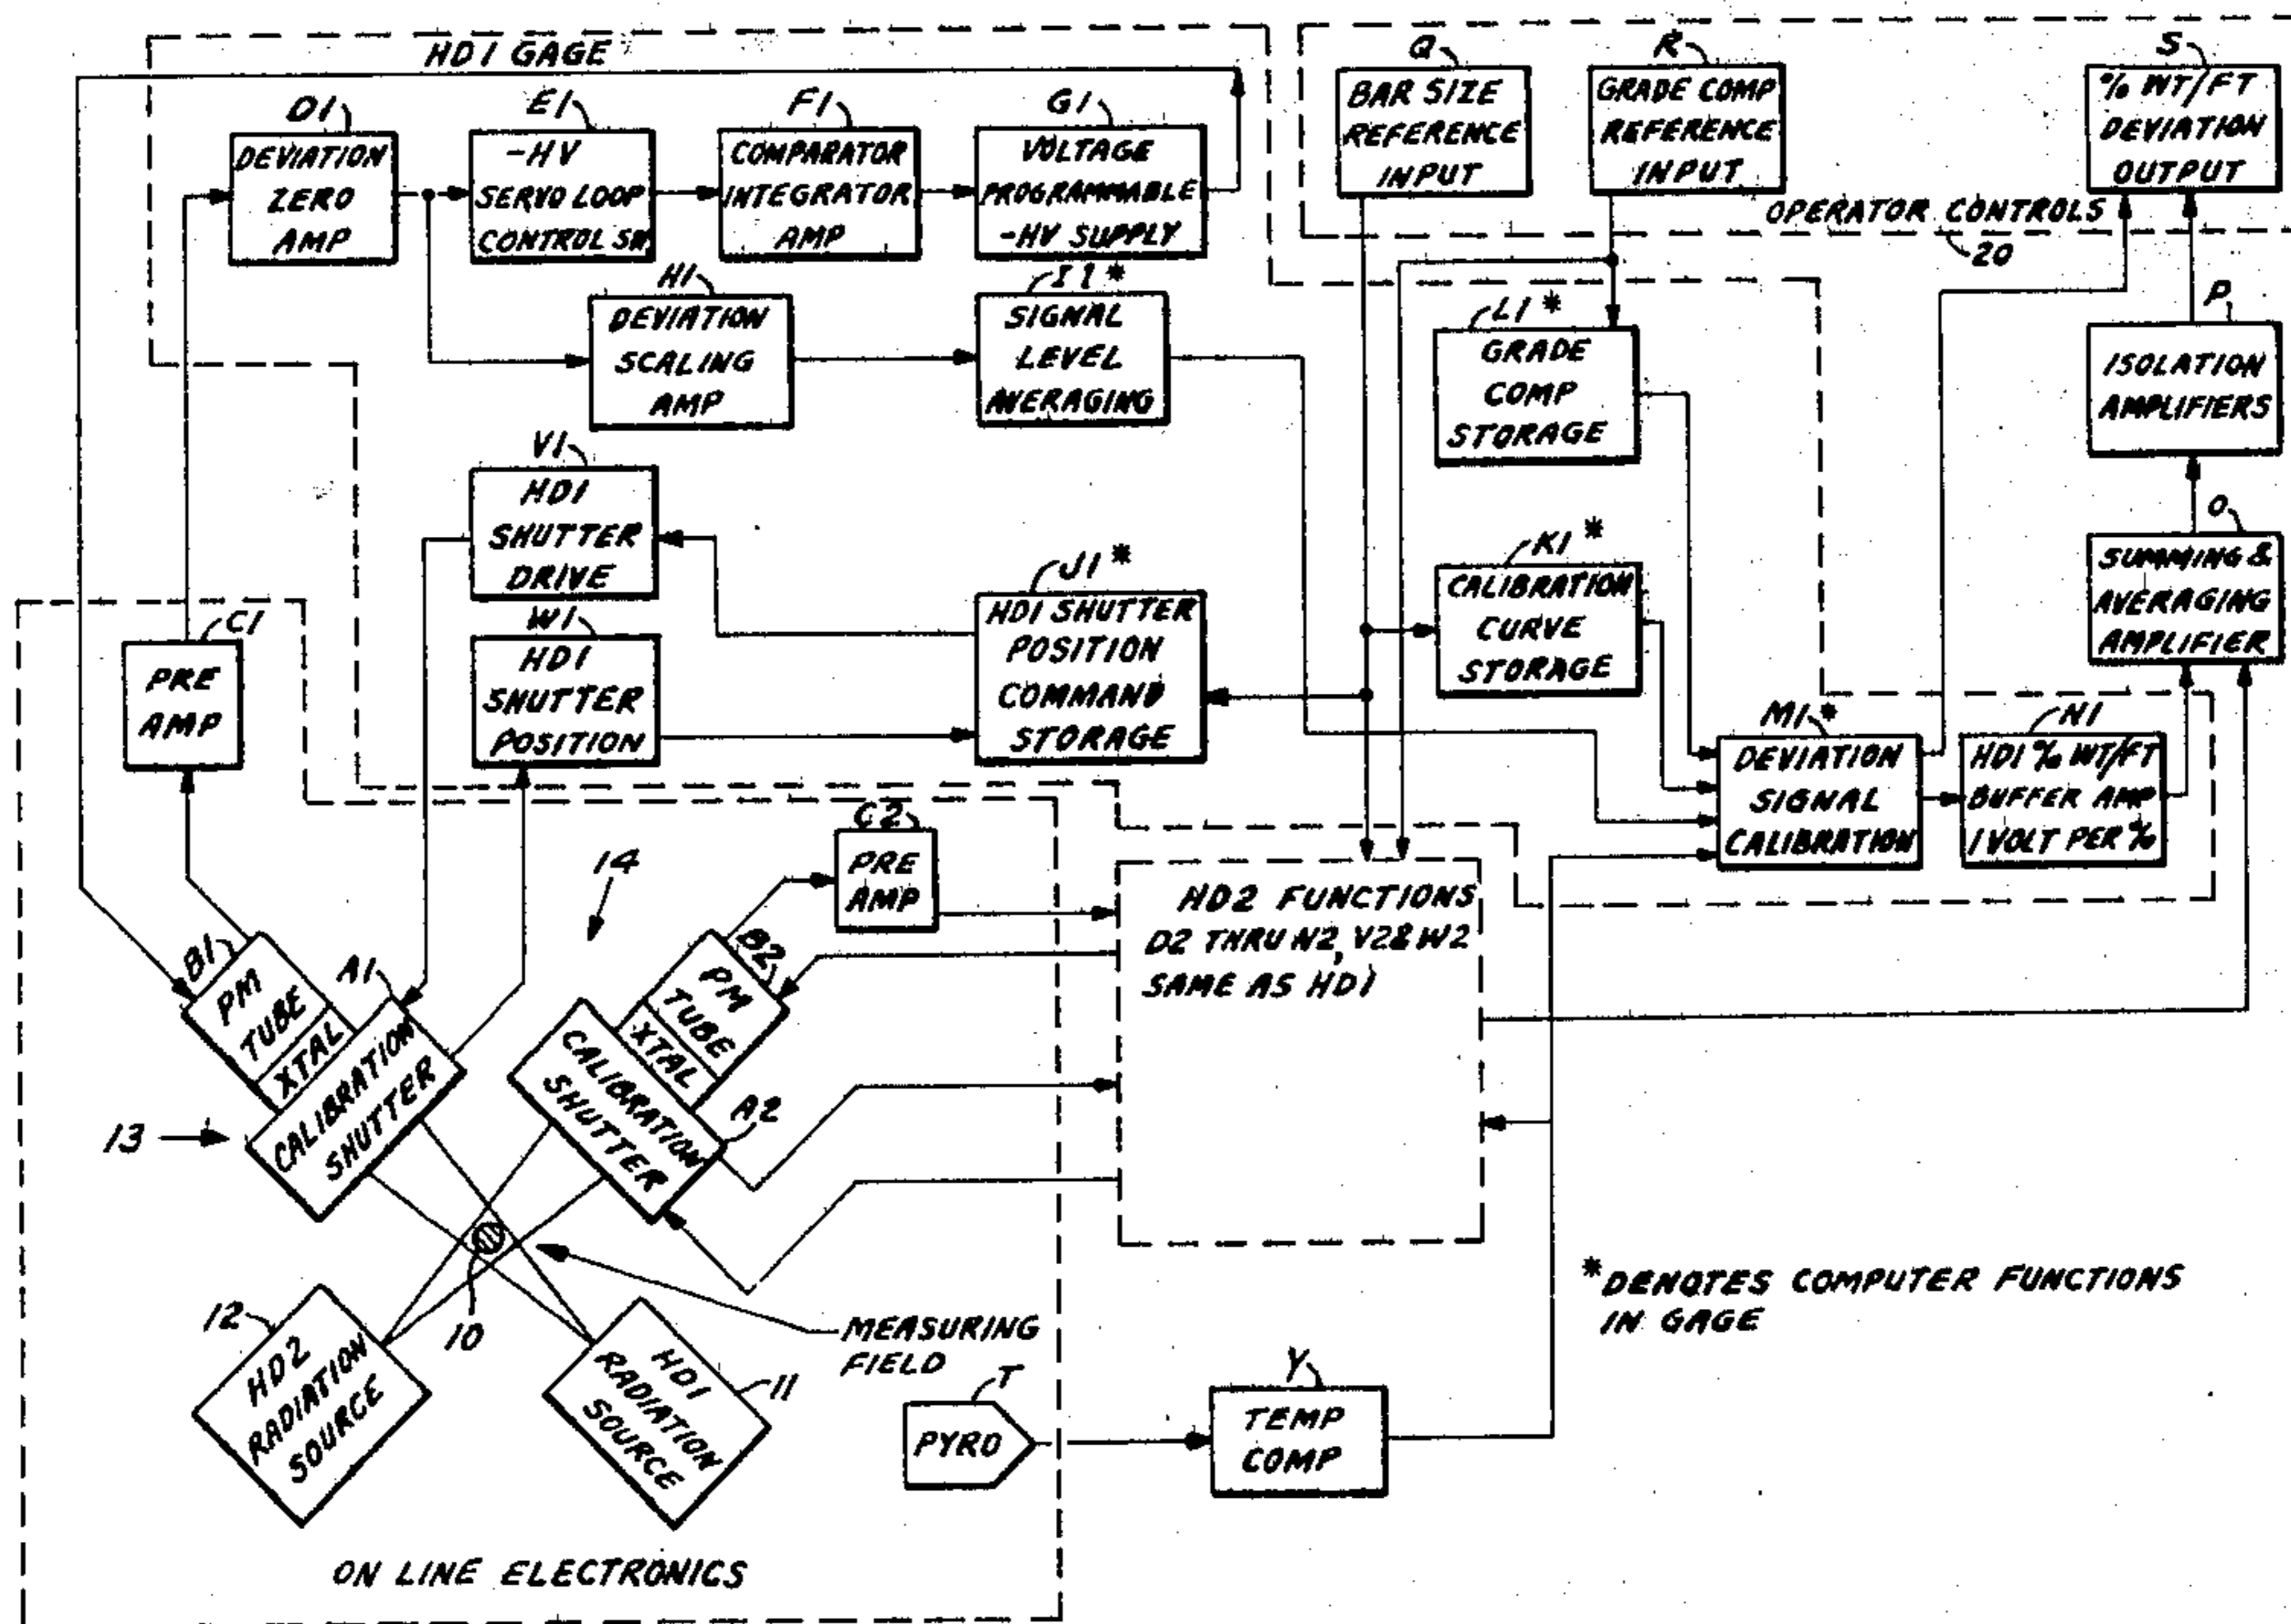 HD1 GAGE
D1
DEVIATION
ZERO
AMP
E1
-HV
SERVO LOOP
CONTROL SW
F1
COMPARATOR
INTEGRATOR
AMP
G1
VOLTAGE
PROGRAMMABLE
-HV SUPPLY
Q
BAR SIZE
REFERENCE
INPUT
R
GRADE COMP
REFERENCE
INPUT
S
% WT/FT
DEVIATION
OUTPUT
OPERATOR CONTROLS
20
H1
DEVIATION
SCALING
AMP
I1*
SIGNAL
LEVEL
AVERAGING
L1*
GRADE
COMP
STORAGE
P
ISOLATION
AMPLIFIERS
V1
HD1
SHUTTER
DRIVE
W1
HD1
SHUTTER
POSITION
J1*
HD1 SHUTTER
POSITION
COMMAND
STORAGE
K1*
CALIBRATION
CURVE
STORAGE
O
SUMMING &
AVERAGING
AMPLIFIER
C1
PRE
AMP
M1*
DEVIATION
SIGNAL
CALIBRATION
N1
HD1 % WT/FT
BUFFER AMP
1 VOLT PER %
C2
PRE
AMP
14
HD2 FUNCTIONS
D2 THRU N2, V2 & W2
SAME AS HD1
B1
PM
TUBE
XTAL
A1
CALIBRATION
SHUTTER
13
B2
PM
TUBE
XTAL
A2
CALIBRATION
SHUTTER
10
MEASURING
FIELD
12
HD2
RADIATION
SOURCE
11
HD1
RADIATION
SOURCE
T
PYRO
Y
TEMP
COMP
*DENOTES COMPUTER FUNCTIONS
IN GAGE
ON LINE ELECTRONICS